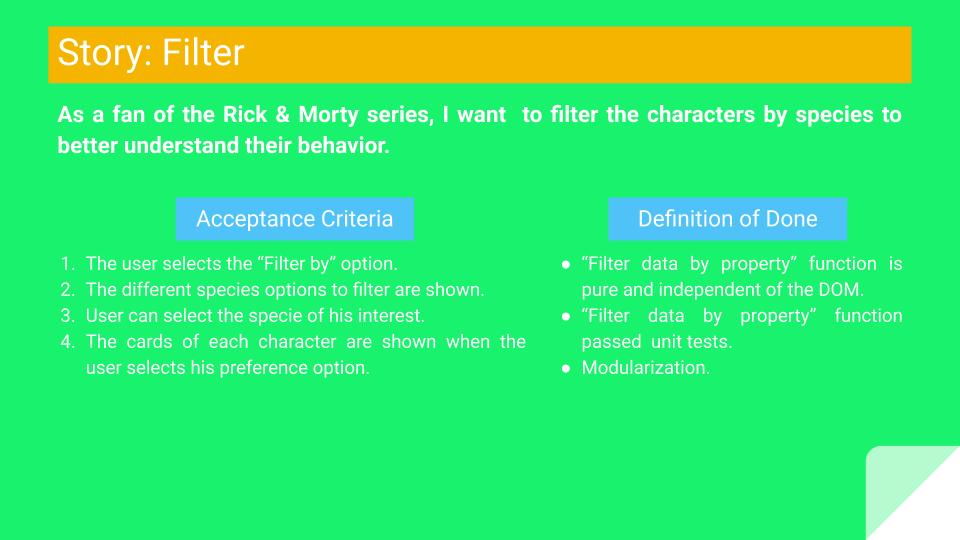 Story: Filter
As a fan of the Rick & Morty series, I want  to filter the characters by species to
better understand their behavior.
Acceptance Criteria
1. The user selects the “Filter by” option.
2. The different species options to filter are shown.
3. User can select the specie of his interest.
4. The cards of each character are shown when the
user selects his preference option.
Definition of Done
● “Filter data by property” function is
pure and independent of the DOM.
● “Filter data by property” function
passed  unit tests.
● Modularization.